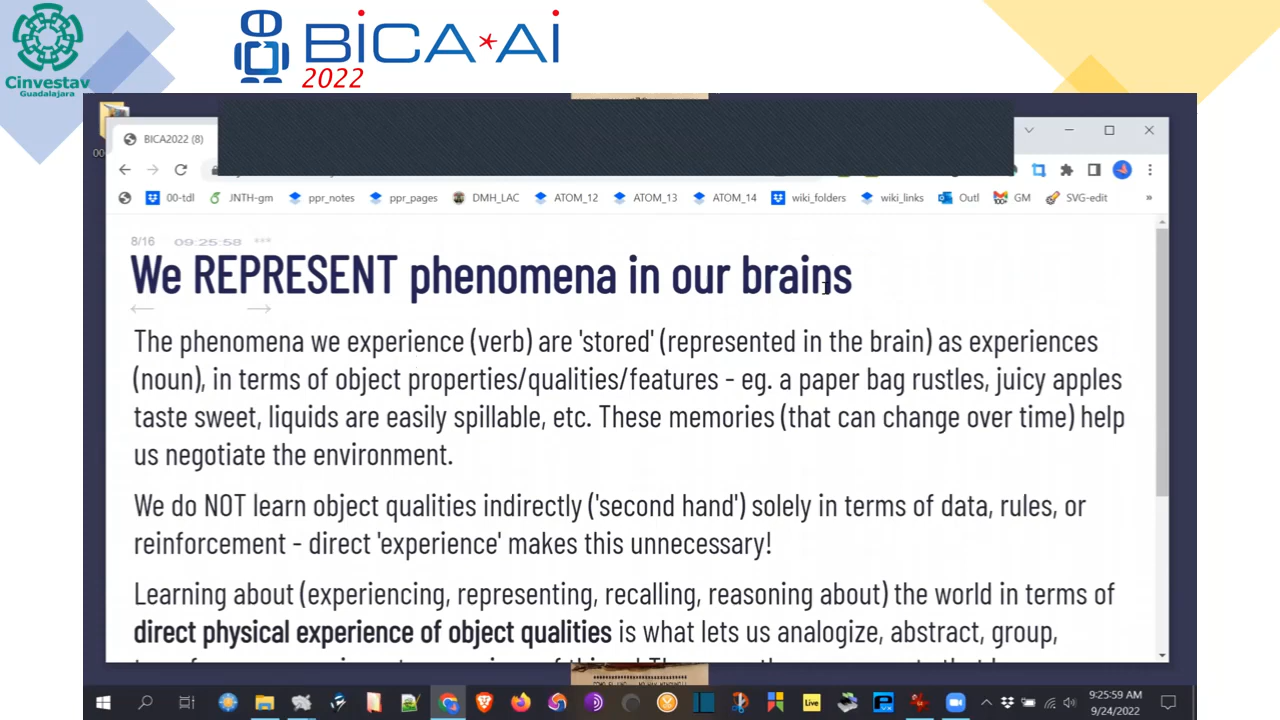 Cinvestav
Guadalajara
BiCA*Ai
2022
BICA2022 (8)
00-tdl
JNTH-gm
ppr_notes
ppr_pages
DMH_LAC
ATOM_12
ATOM_13
ATOM_14
wiki_folders
wiki_links
Outl
GM
SVG-edit
»
8/16 09:25:58 ***
We REPRESENT phenomena in our brains
The phenomena we experience (verb) are 'stored' (represented in the brain) as experiences
(noun), in terms of object properties/qualities/features - eg. a paper bag rustles, juicy apples
taste sweet, liquids are easily spillable, etc. These memories (that can change over time) help
us negotiate the environment.
We do NOT learn object qualities indirectly ('second hand') solely in terms of data, rules, or
reinforcement - direct 'experience' makes this unnecessary!
Learning about (experiencing, representing, recalling, reasoning about) the world in terms of
direct physical experience of object qualities is what lets us analogize, abstract, group,
Live
9:25:59 AM
9/24/2022